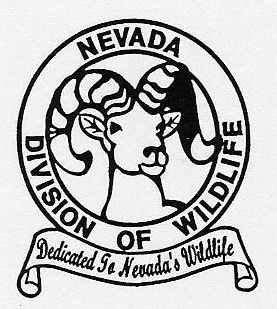 NEVADA
DIVISION OF WILDLIFE
Dedicated To Nevada's Wildlife